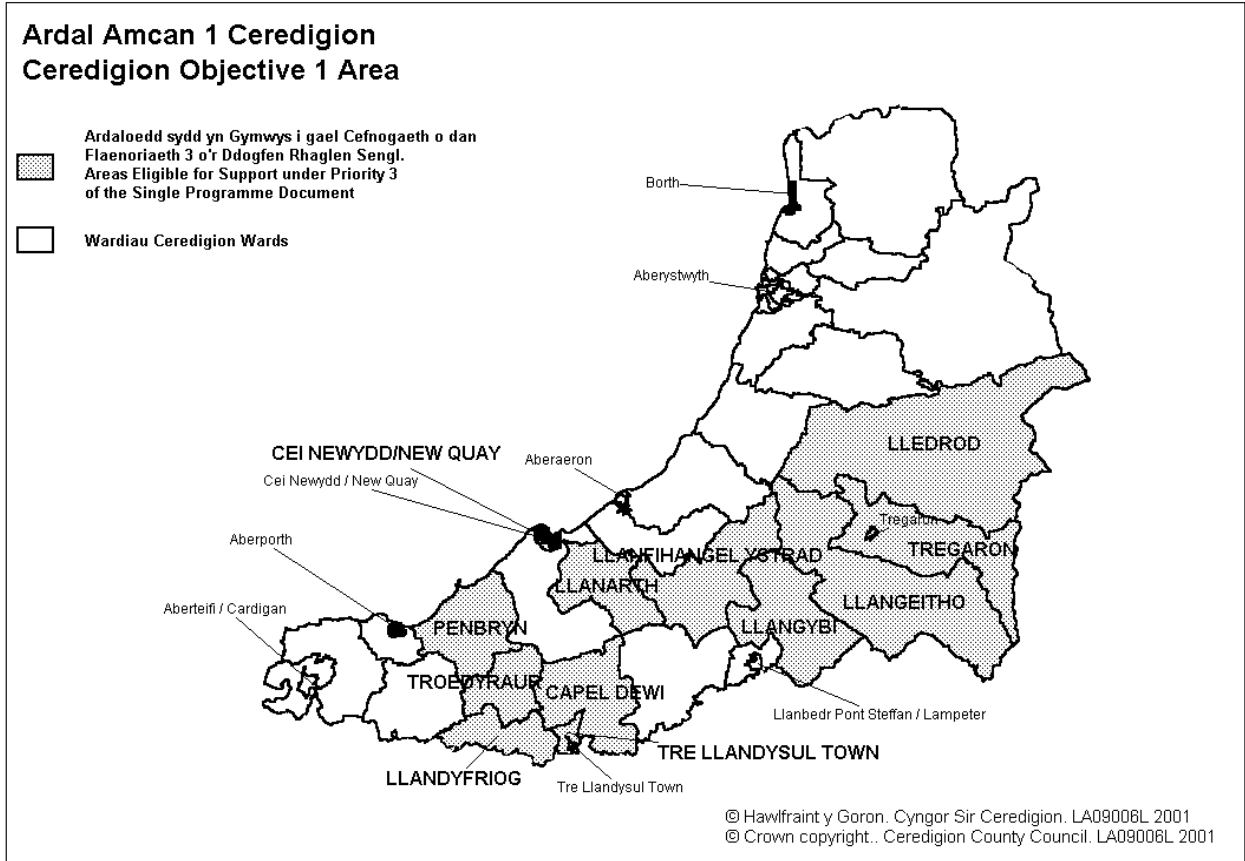 Ardal Amcan 1 Ceredigion
Ceredigion Objective 1 Area
Ardaloedd sydd yn Gymwys i gael Cefnogaeth o dan
Flaenoriaeth 3 o'r Ddogfen Rhaglen Sengl.
Areas Eligible for Support under Priority 3
of the Single Programme Document
Wardiau Ceredigion Wards
Borth
Aberystwyth
LLEDROD
CEI NEWYDD/NEW QUAY
Cei Newydd / New Quay
Aberaeron
Tregaron
TREGARON
Aberporth
LLANFIHANGEL YSTRAD
LLANARTH
LLANGEITHO
Aberteifi / Cardigan
PENBRYN
LLANGYBI
TROEDYRAUR
CAPEL DEWI
Llanbedr Pont Steffan / Lampeter
TRE LLANDYSUL TOWN
LLANDYFRIOG
Tre Llandysul Town
© Hawlfraint y Goron. Cyngor Sir Ceredigion. LA09006L 2001
© Crown copyright.. Ceredigion County Council. LA09006L 2001